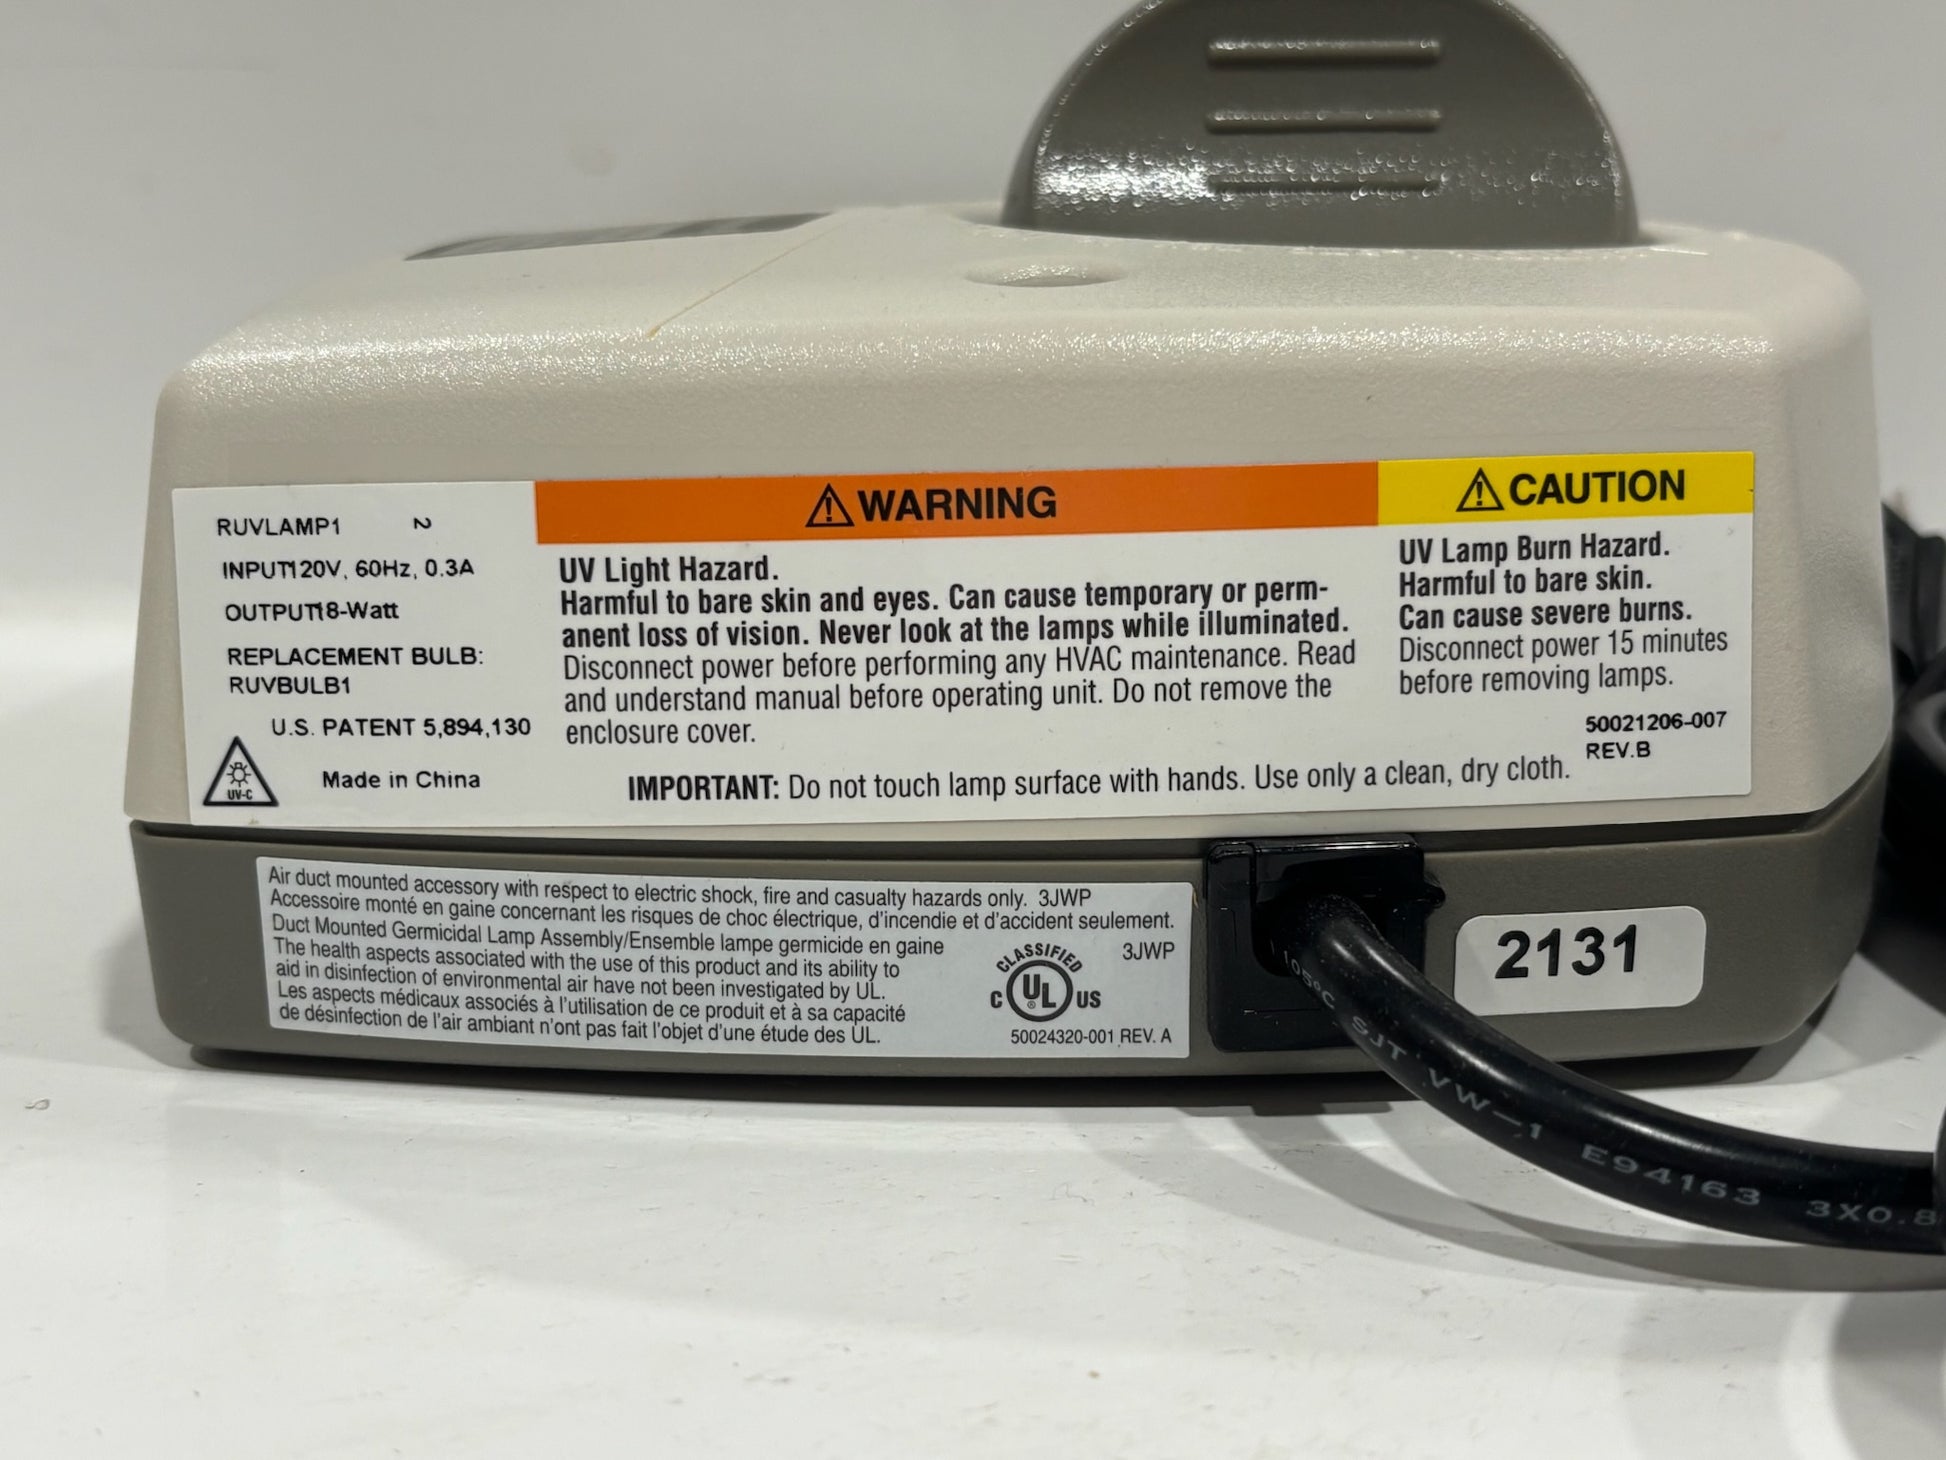 RUVLAMP1 2
INPUT120V, 60Hz, 0.3A
OUTPUT18-Watt
REPLACEMENT BULB:
RUVBULB1
U.S. PATENT 5,894,130
UV-C
Made in China
WARNING
UV Light Hazard.
Harmful to bare skin and eyes. Can cause temporary or perm-
anent loss of vision. Never look at the lamps while illuminated.
Disconnect power before performing any HVAC maintenance. Read
and understand manual before operating unit. Do not remove the
enclosure cover.
CAUTION
UV Lamp Burn Hazard.
Harmful to bare skin.
Can cause severe burns.
Disconnect power 15 minutes
before removing lamps.
50021206-007
REV.B
IMPORTANT: Do not touch lamp surface with hands. Use only a clean, dry cloth.
Air duct mounted accessory with respect to electric shock, fire and casualty hazards only. 3JWP
Accessoire monté en gaine concernant les risques de choc électrique, d'incendie et d'accident seulement.
Duct Mounted Germicidal Lamp Assembly/Ensemble lampe germicide en gaine
The health aspects associated with the use of this product and its ability to
aid in disinfection of environmental air have not been investigated by UL.
Les aspects médicaux associés à l'utilisation de ce produit et à sa capacité
de désinfection de l'air ambiant n'ont pas fait l'objet d'une étude des UL.
CLASSIFIED
C UL ® US
3JWP
50024320-001 REV. A
2131
105°C SJT VW-1 E94163 3X0.8